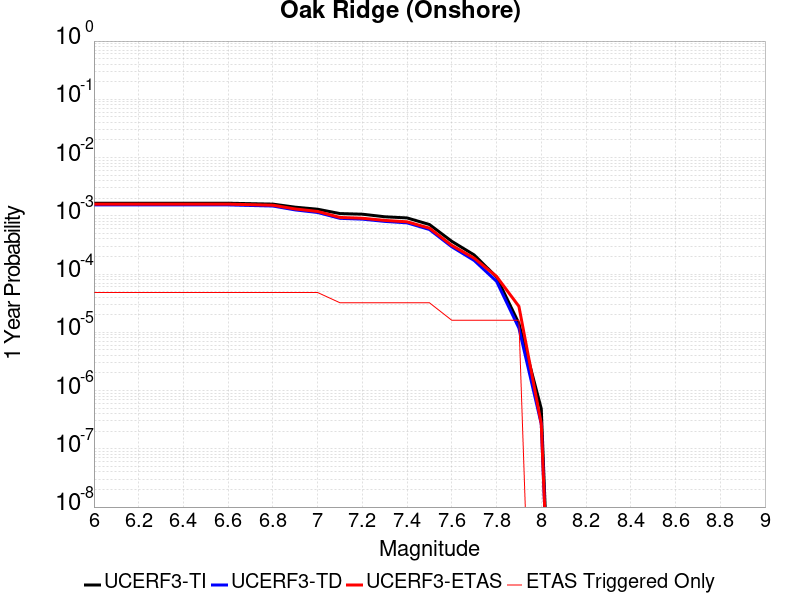 Oak Ridge (Onshore)
10^0
10^-1
10^-2
10^-3
10^-4
10^-5
10^-6
10^-7
10^-8
1 Year Probability
6 6.2 6.4 6.6 6.8 7 7.2 7.4 7.6 7.8 8 8.2 8.4 8.6 8.8 9
Magnitude
UCERF3-TI UCERF3-TD UCERF3-ETAS ETAS Triggered Only